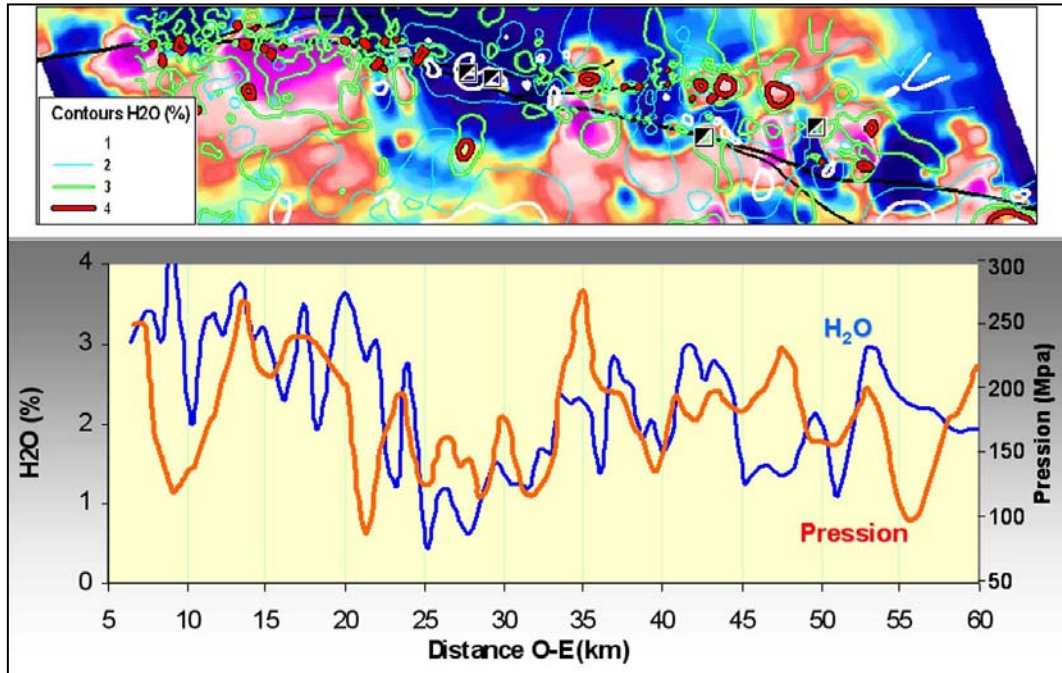 Contours H2O (%)
1
2
3
4
4
3
2
1
0
H2O (%)
300
250
200
150
100
50
Pression (Mpa)
H₂O
Pression
5 10 15 20 25 30 35 40 45 50 55 60
Distance O-E(km)